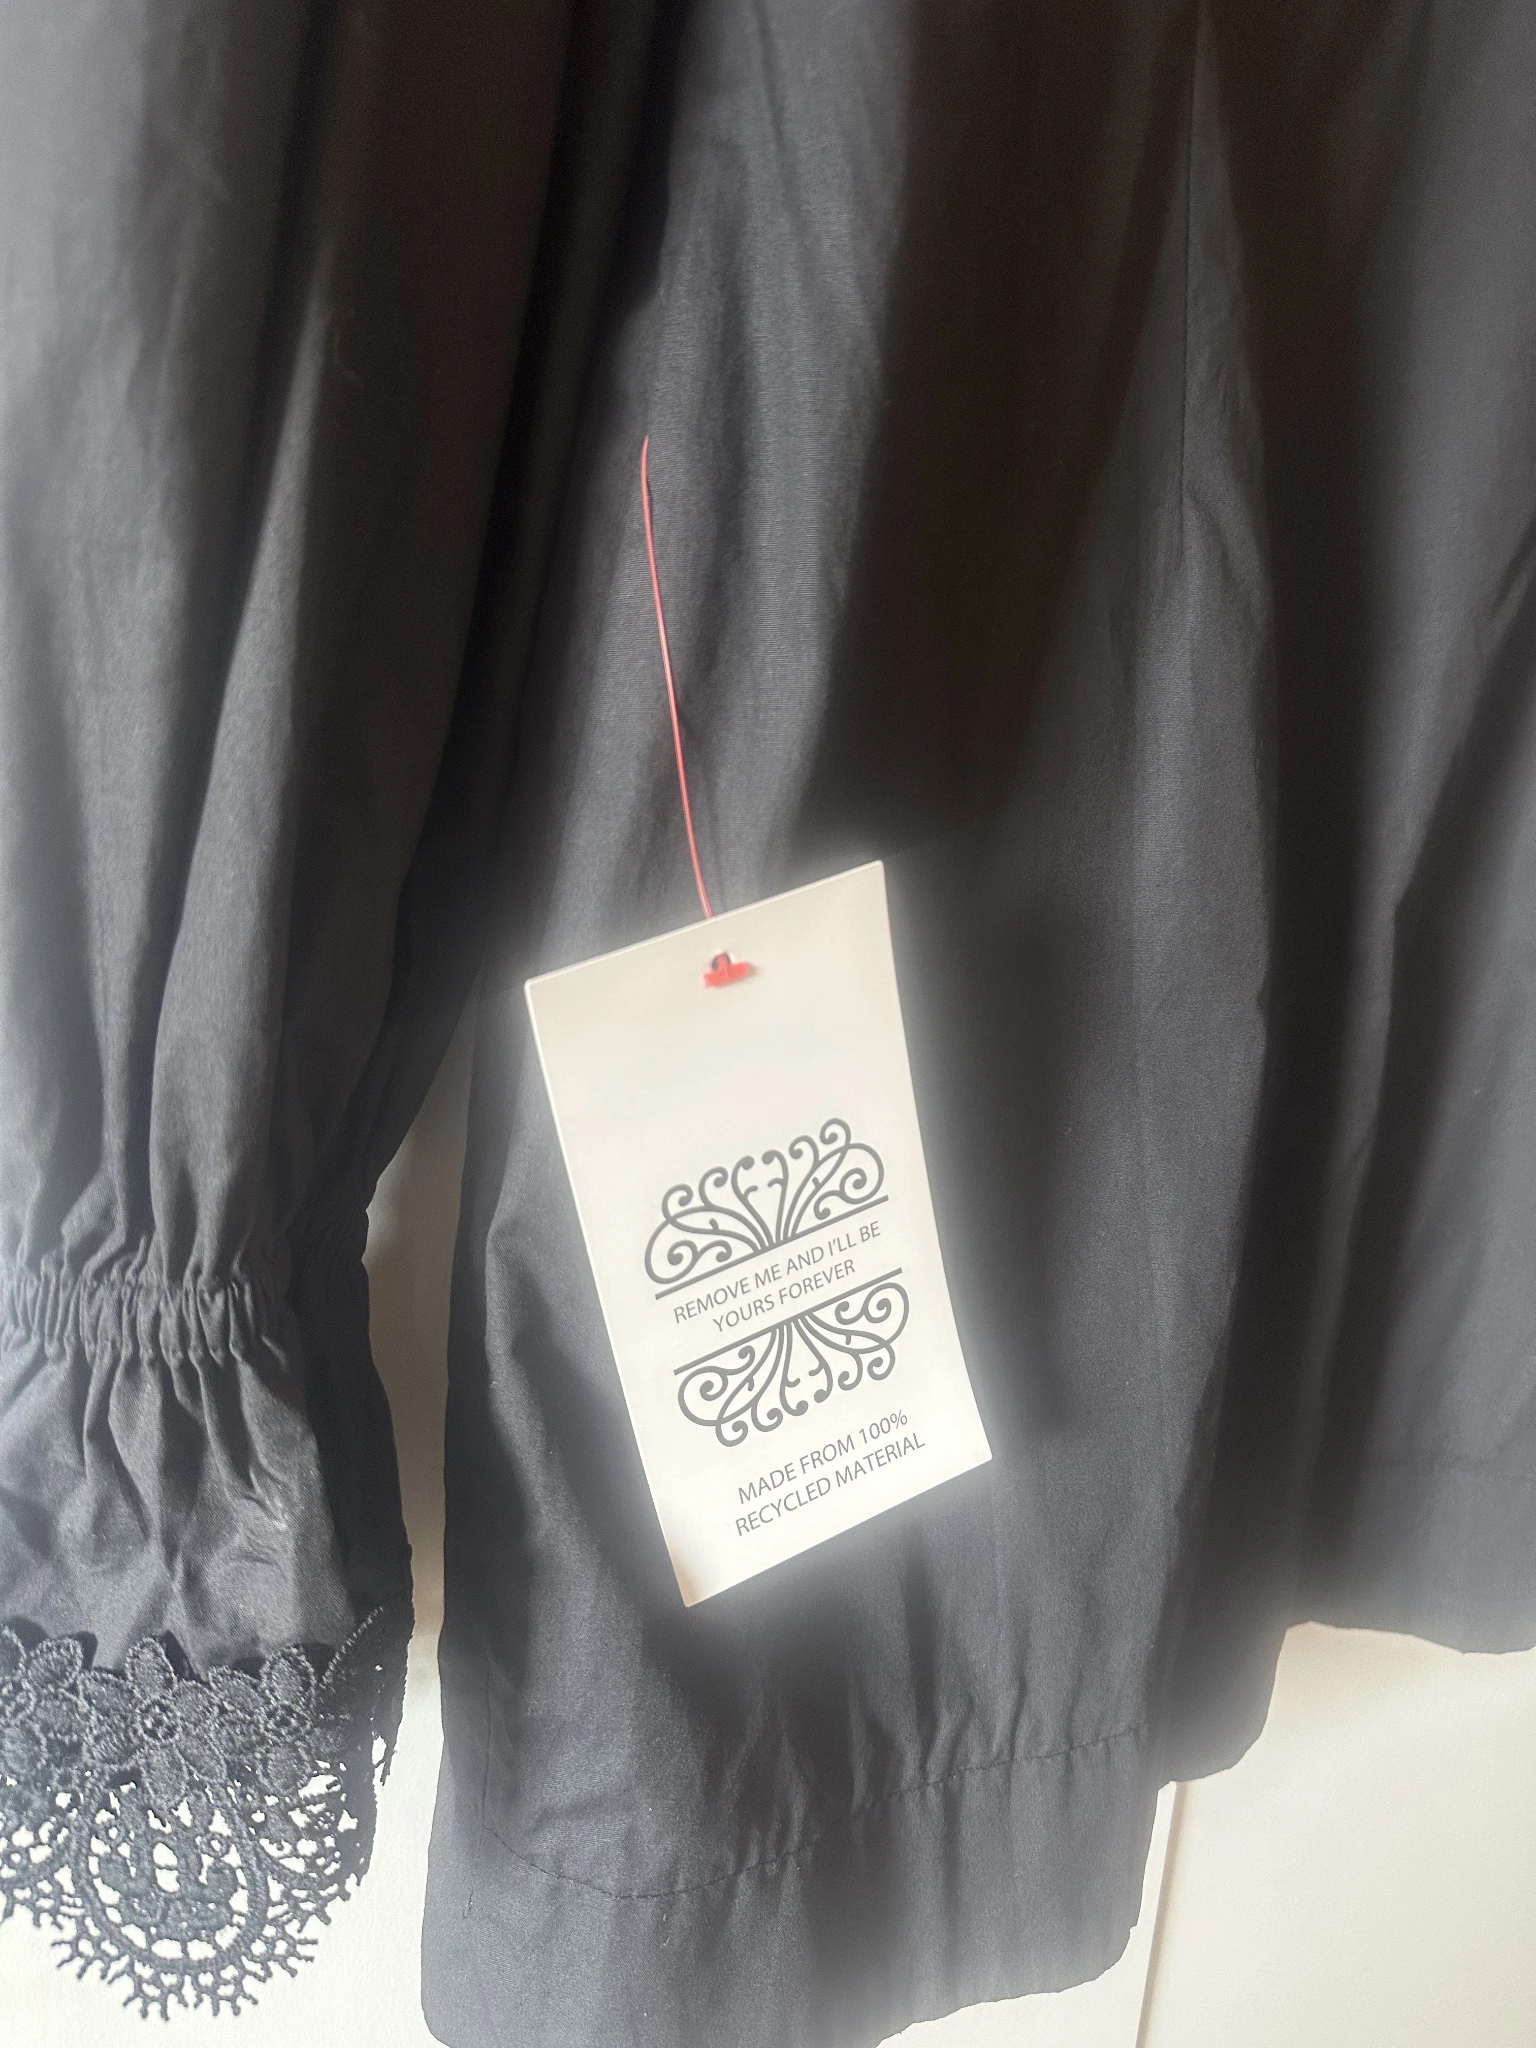 REMOVE ME AND I'LL BE
YOURS FOREVER
MADE FROM 100%
RECYCLED MATERIAL